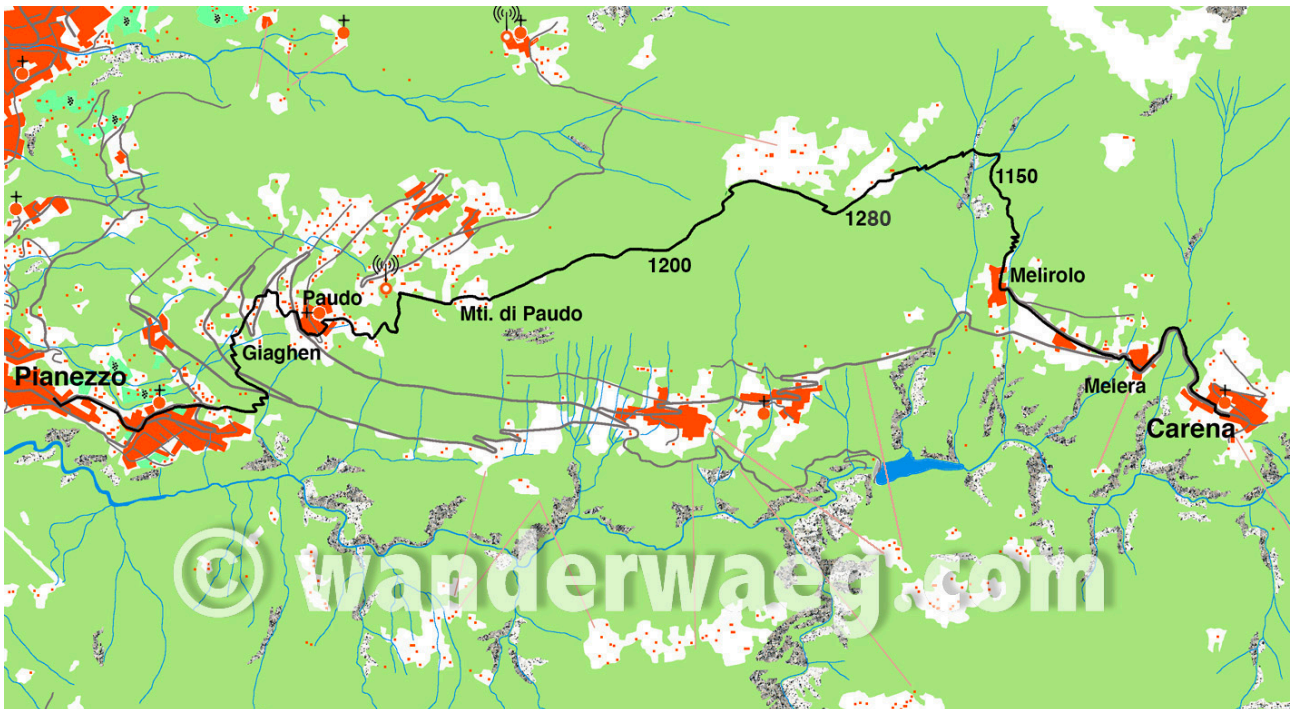 1150
1280
1200
Melirolo
Paudo
Mti. di Paudo
Giaghen
Pianezzo
Melera
Carena
© wanderwaeg.com